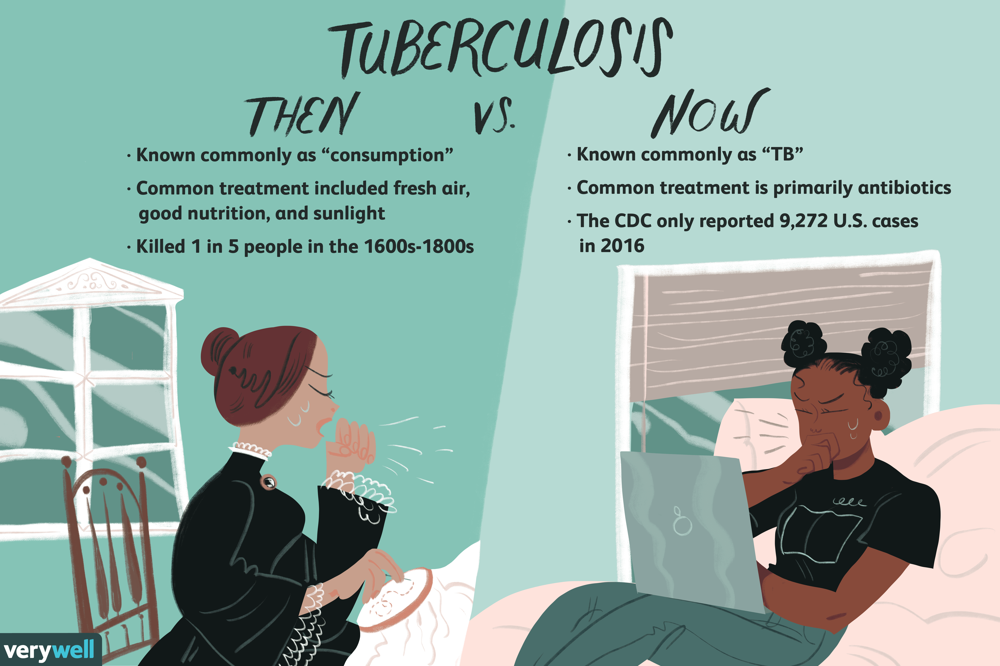 TUBERCULOSIS
THEN VS. NOW
· Known commonly as “consumption”
· Common treatment included fresh air,
good nutrition, and sunlight
· Killed 1 in 5 people in the 1600s-1800s
· Known commonly as “TB”
· Common treatment is primarily antibiotics
· The CDC only reported 9,272 U.S. cases
in 2016
verywell